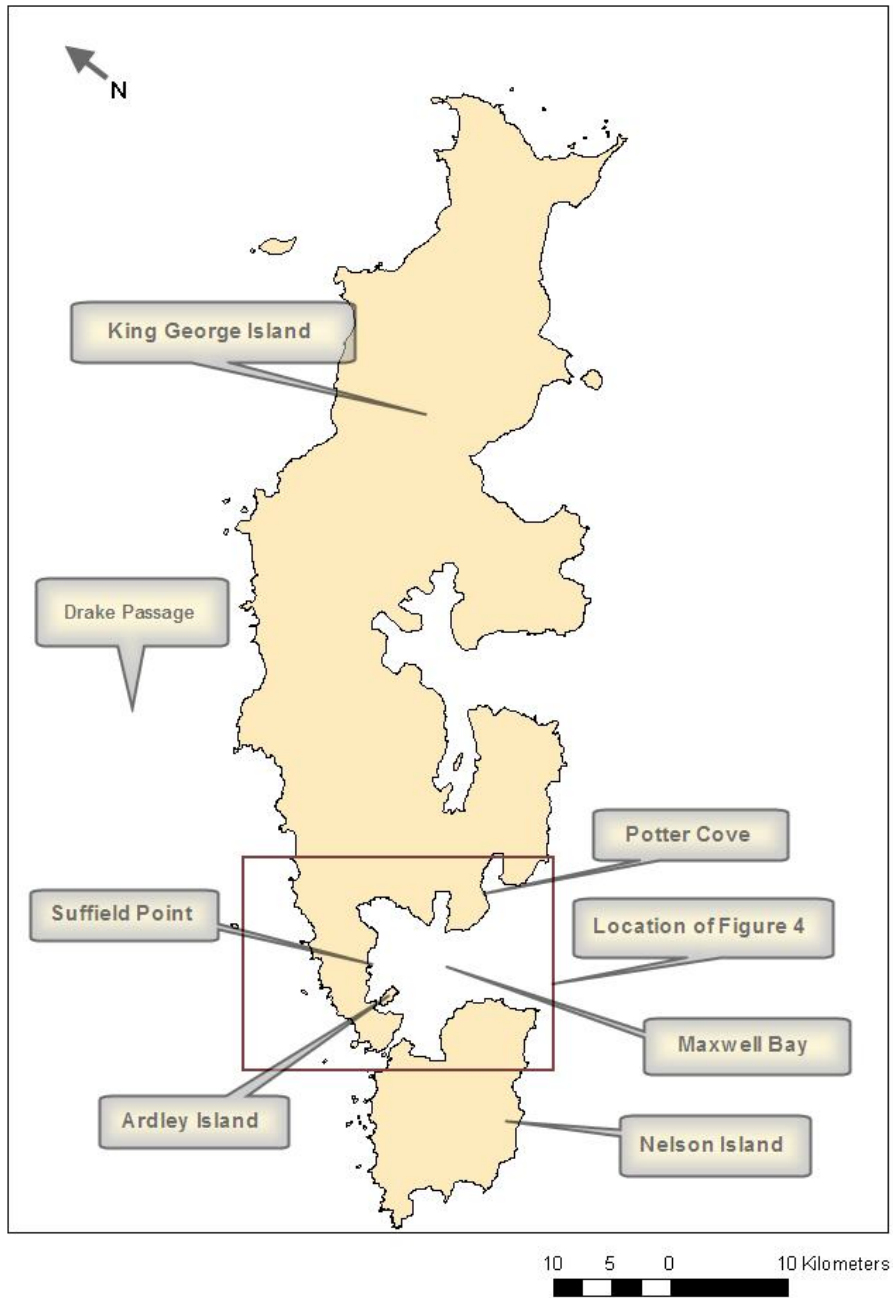 N
King George Island
Drake Passage
Potter Cove
Suffield Point
Location of Figure 4
Maxwell Bay
Ardley Island
Nelson Island
10 5 0 10 Kilometers